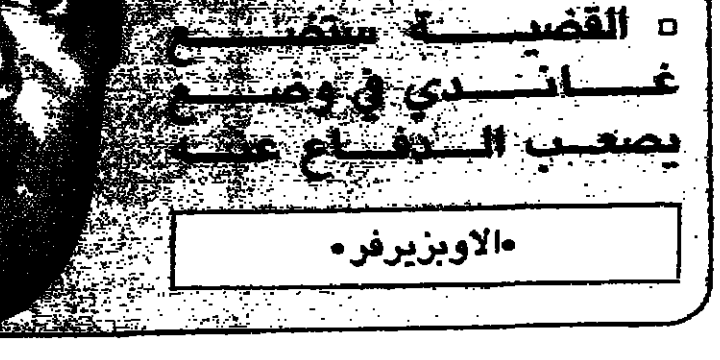 ▫ القضية ستضع
غاندي في وضع
يصعب الدفاع عنه
«الاوبزيرفر»